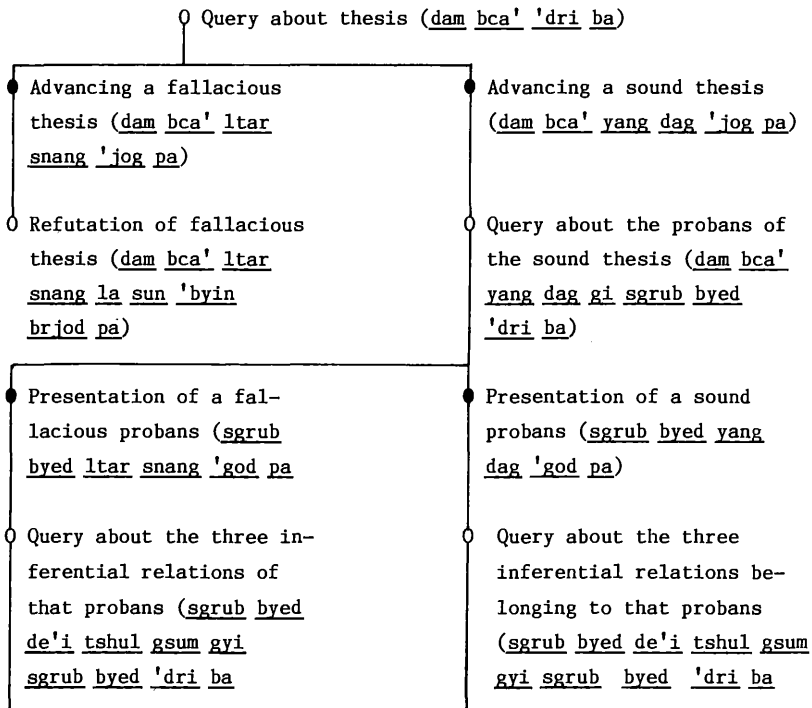 Query about thesis (dam bca' 'dri ba)
Advancing a fallacious
thesis (dam bca' ltar
snang 'jog pa)
Advancing a sound thesis
(dam bca' yang dag 'jog pa)
Refutation of fallacious
thesis (dam bca' ltar
snang la sun 'byin
brjod pa)
Query about the probans of
the sound thesis (dam bca'
yang dag gi sgrub byed
'dri ba)
Presentation of a fal-
lacious probans (sgrub
byed ltar snang 'god pa
Presentation of a sound
probans (sgrub byed yang
dag 'god pa)
Query about the three in-
ferential relations of
that probans (sgrub byed
de'i tshul gsum gyi
sgrub byed 'dri ba
Query about the three
inferential relations be-
longing to that probans
(sgrub byed de'i tshul gsum
gyi sgrub byed 'dri ba